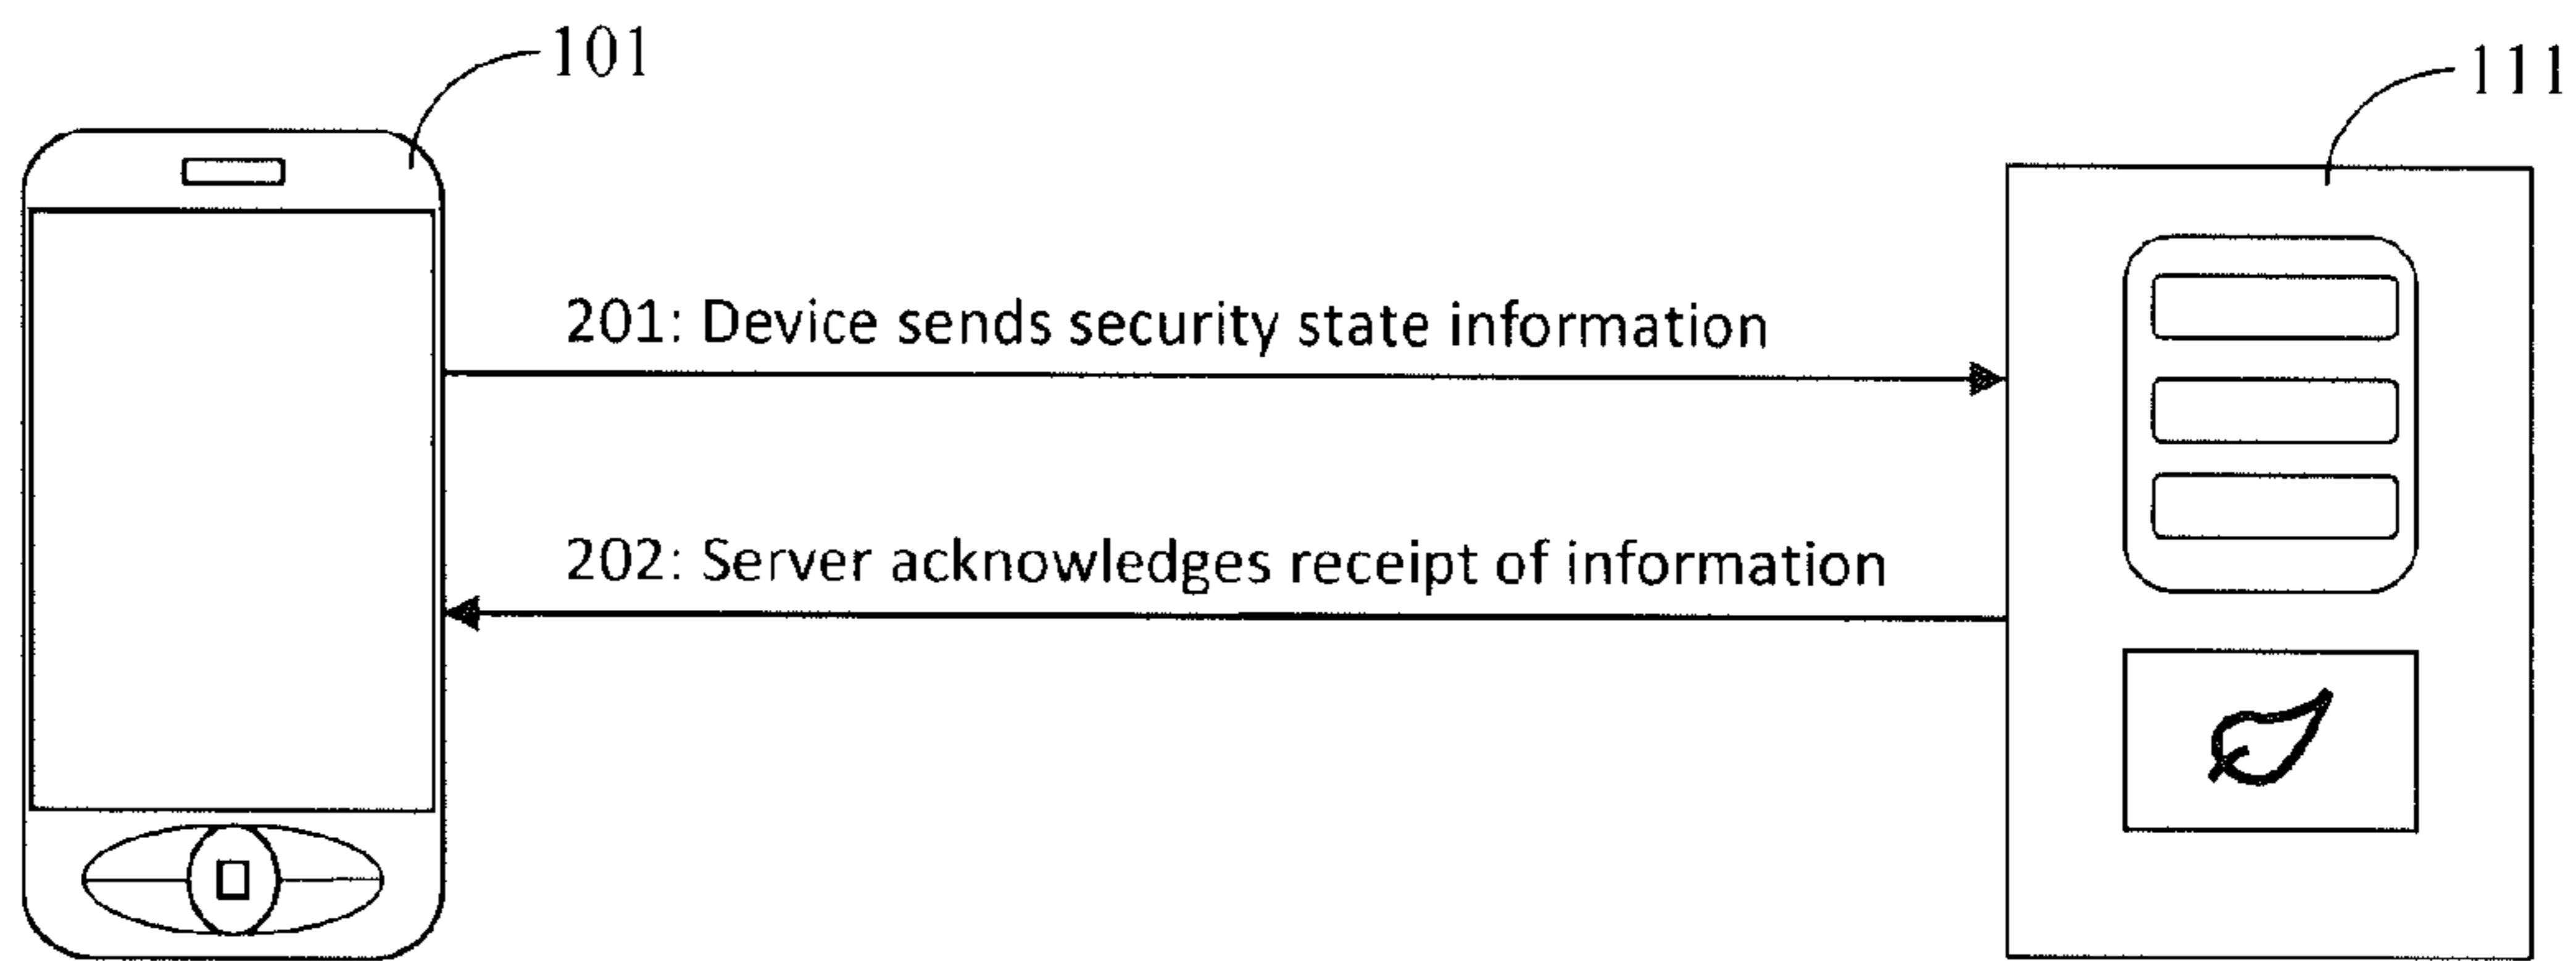 101
111
201: Device sends security state information
202: Server acknowledges receipt of information